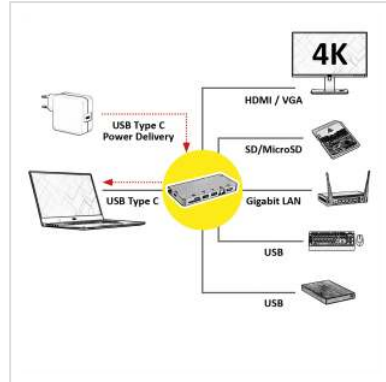 4K
HDMI / VGA
USB Type C
Power Delivery
SD/MicroSD
USB Type C
Gigabit LAN
USB
USB